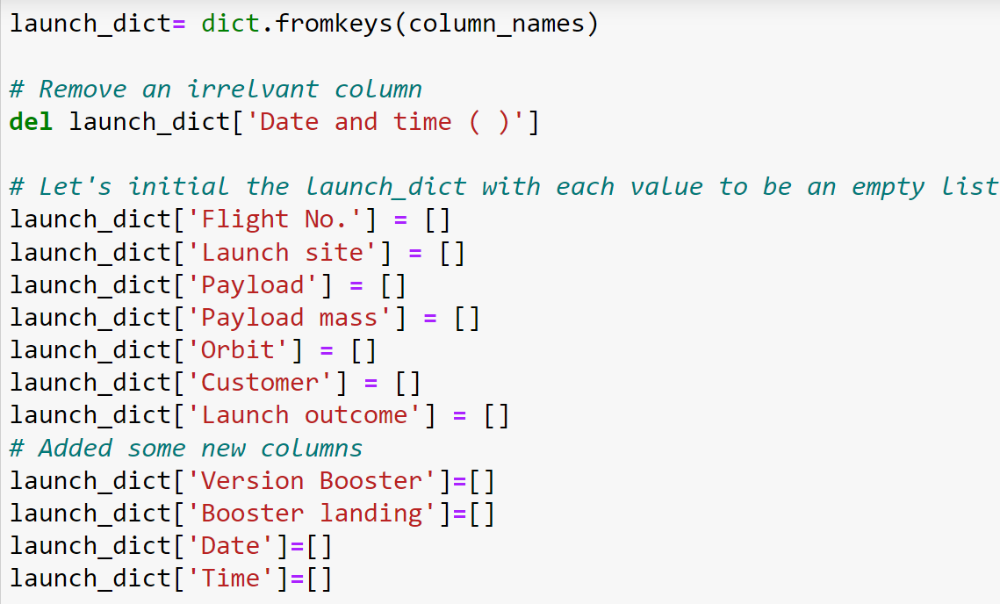 launch_dict= dict.fromkeys(column_names)
# Remove an irrelvant column
del launch_dict['Date and time ( )']
# Let's initial the launch_dict with each value to be an empty list
launch_dict['Flight No.'] = []
launch_dict['Launch site'] = []
launch_dict['Payload'] = []
launch_dict['Payload mass'] = []
launch_dict['Orbit'] = []
launch_dict['Customer'] = []
launch_dict['Launch outcome'] = []
# Added some new columns
launch_dict['Version Booster']=[]
launch_dict['Booster landing']=[]
launch_dict['Date']=[]
launch_dict['Time']=[]